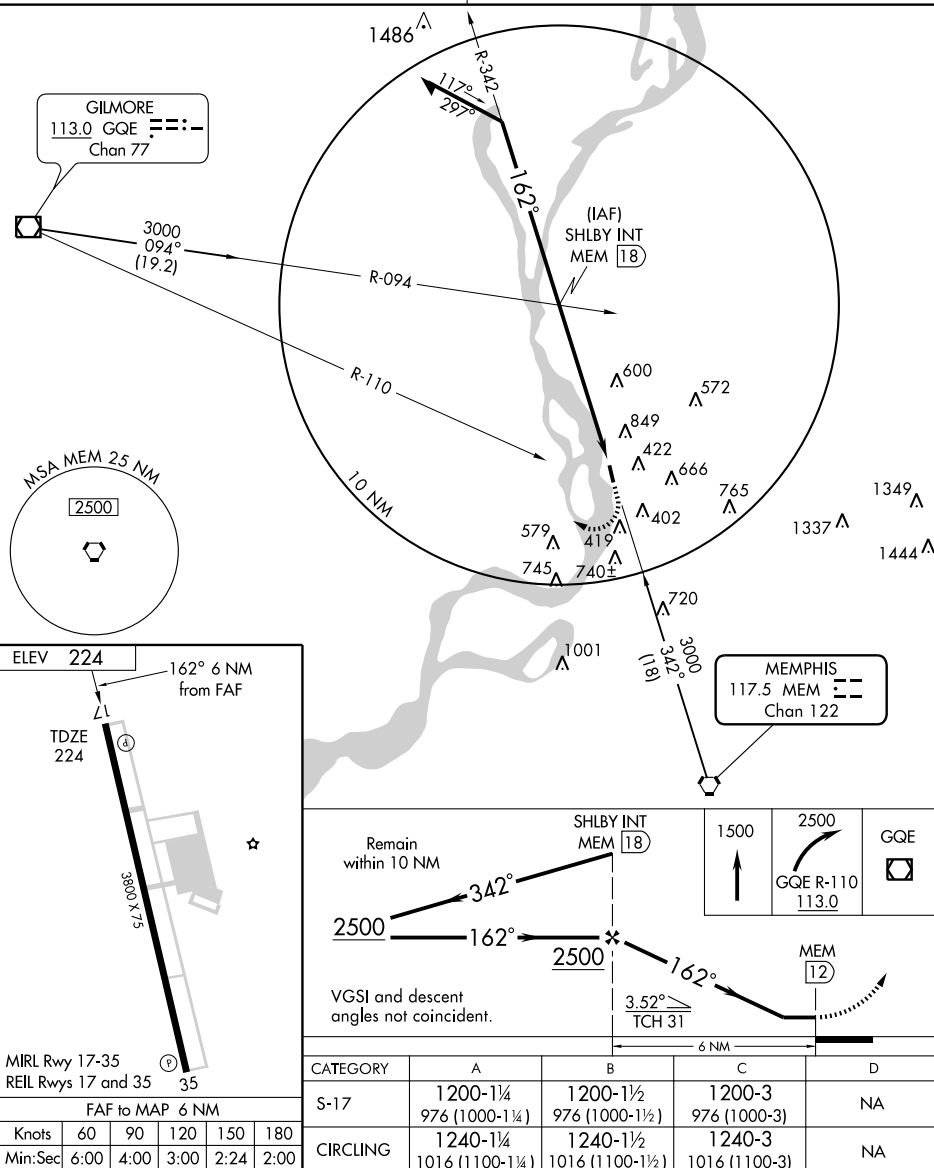 1486
R-342
117°
297°
GILMORE
113.0 GQE
Chan 77
162°
3000
094°
(19.2)
(IAF)
SHLBY INT
MEM 18
R-094
R-110
600
572
849
422
666
765
402
419
579
745
740±
720
1001
1349
1337
1444
10 NM
MSA MEM 25 NM
2500
3000
342°
(18)
MEMPHIS
117.5 MEM
Chan 122
ELEV 224
162° 6 NM
from FAF
17
TDZE
224
P
3800 X 75
P
35
MIRL Rwy 17-35
REIL Rwys 17 and 35
FAF to MAP 6 NM
Knots 60 90 120 150 180
Min:Sec 6:00 4:00 3:00 2:24 2:00
Remain
within 10 NM
SHLBY INT
MEM 18
1500
2500
GQE R-110
113.0
GQE
342°
2500
162°
2500
162°
MEM
12
VGSI and descent
angles not coincident.
3.52°
TCH 31
6 NM
CATEGORY A B C D
S-17 1200-1¼ 1200-1½ 1200-3 NA
976 (1000-1¼) 976 (1000-1½) 976 (1000-3)
CIRCLING 1240-1¼ 1240-1½ 1240-3 NA
1016 (1100-1¼) 1016 (1100-1½) 1016 (1100-3)